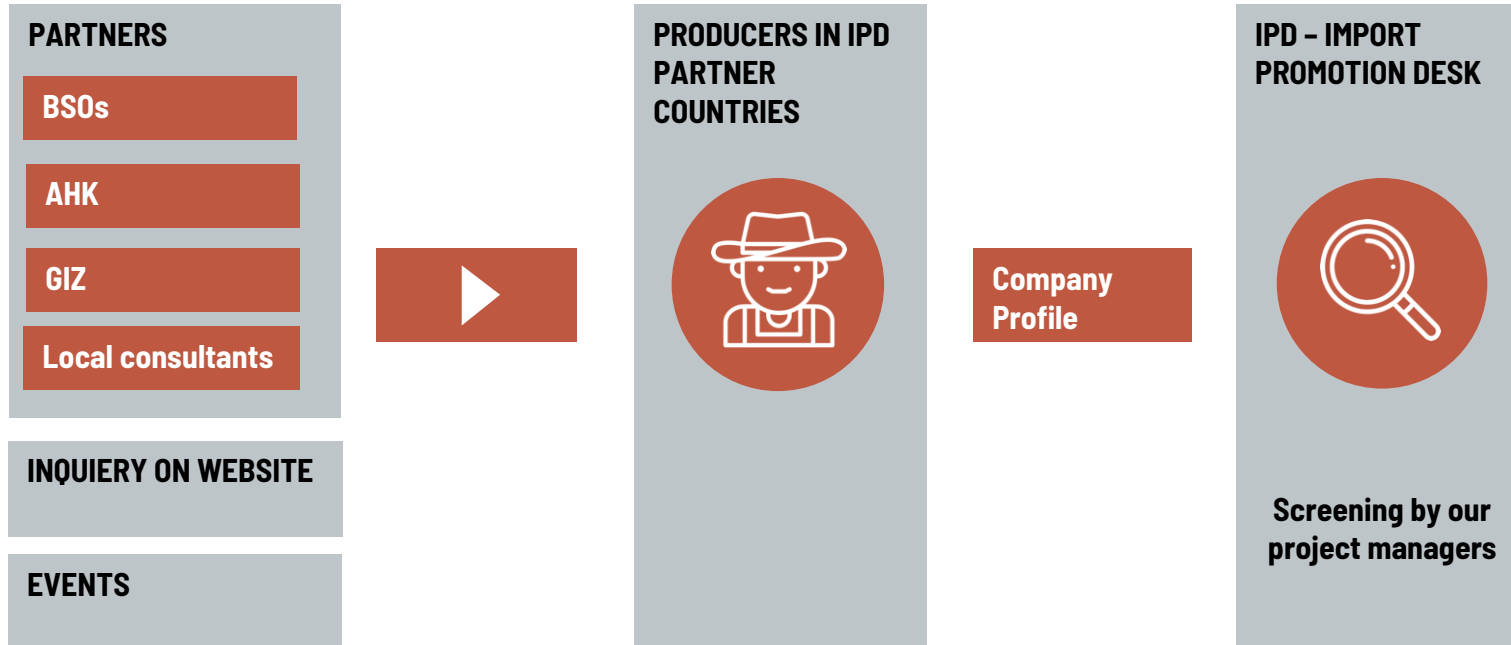 PARTNERS
BSOs
AHK
GIZ
Local consultants
INQUIERY ON WEBSITE
EVENTS
PRODUCERS IN IPD
PARTNER
COUNTRIES
Company
Profile
IPD – IMPORT
PROMOTION DESK
Screening by our
project managers